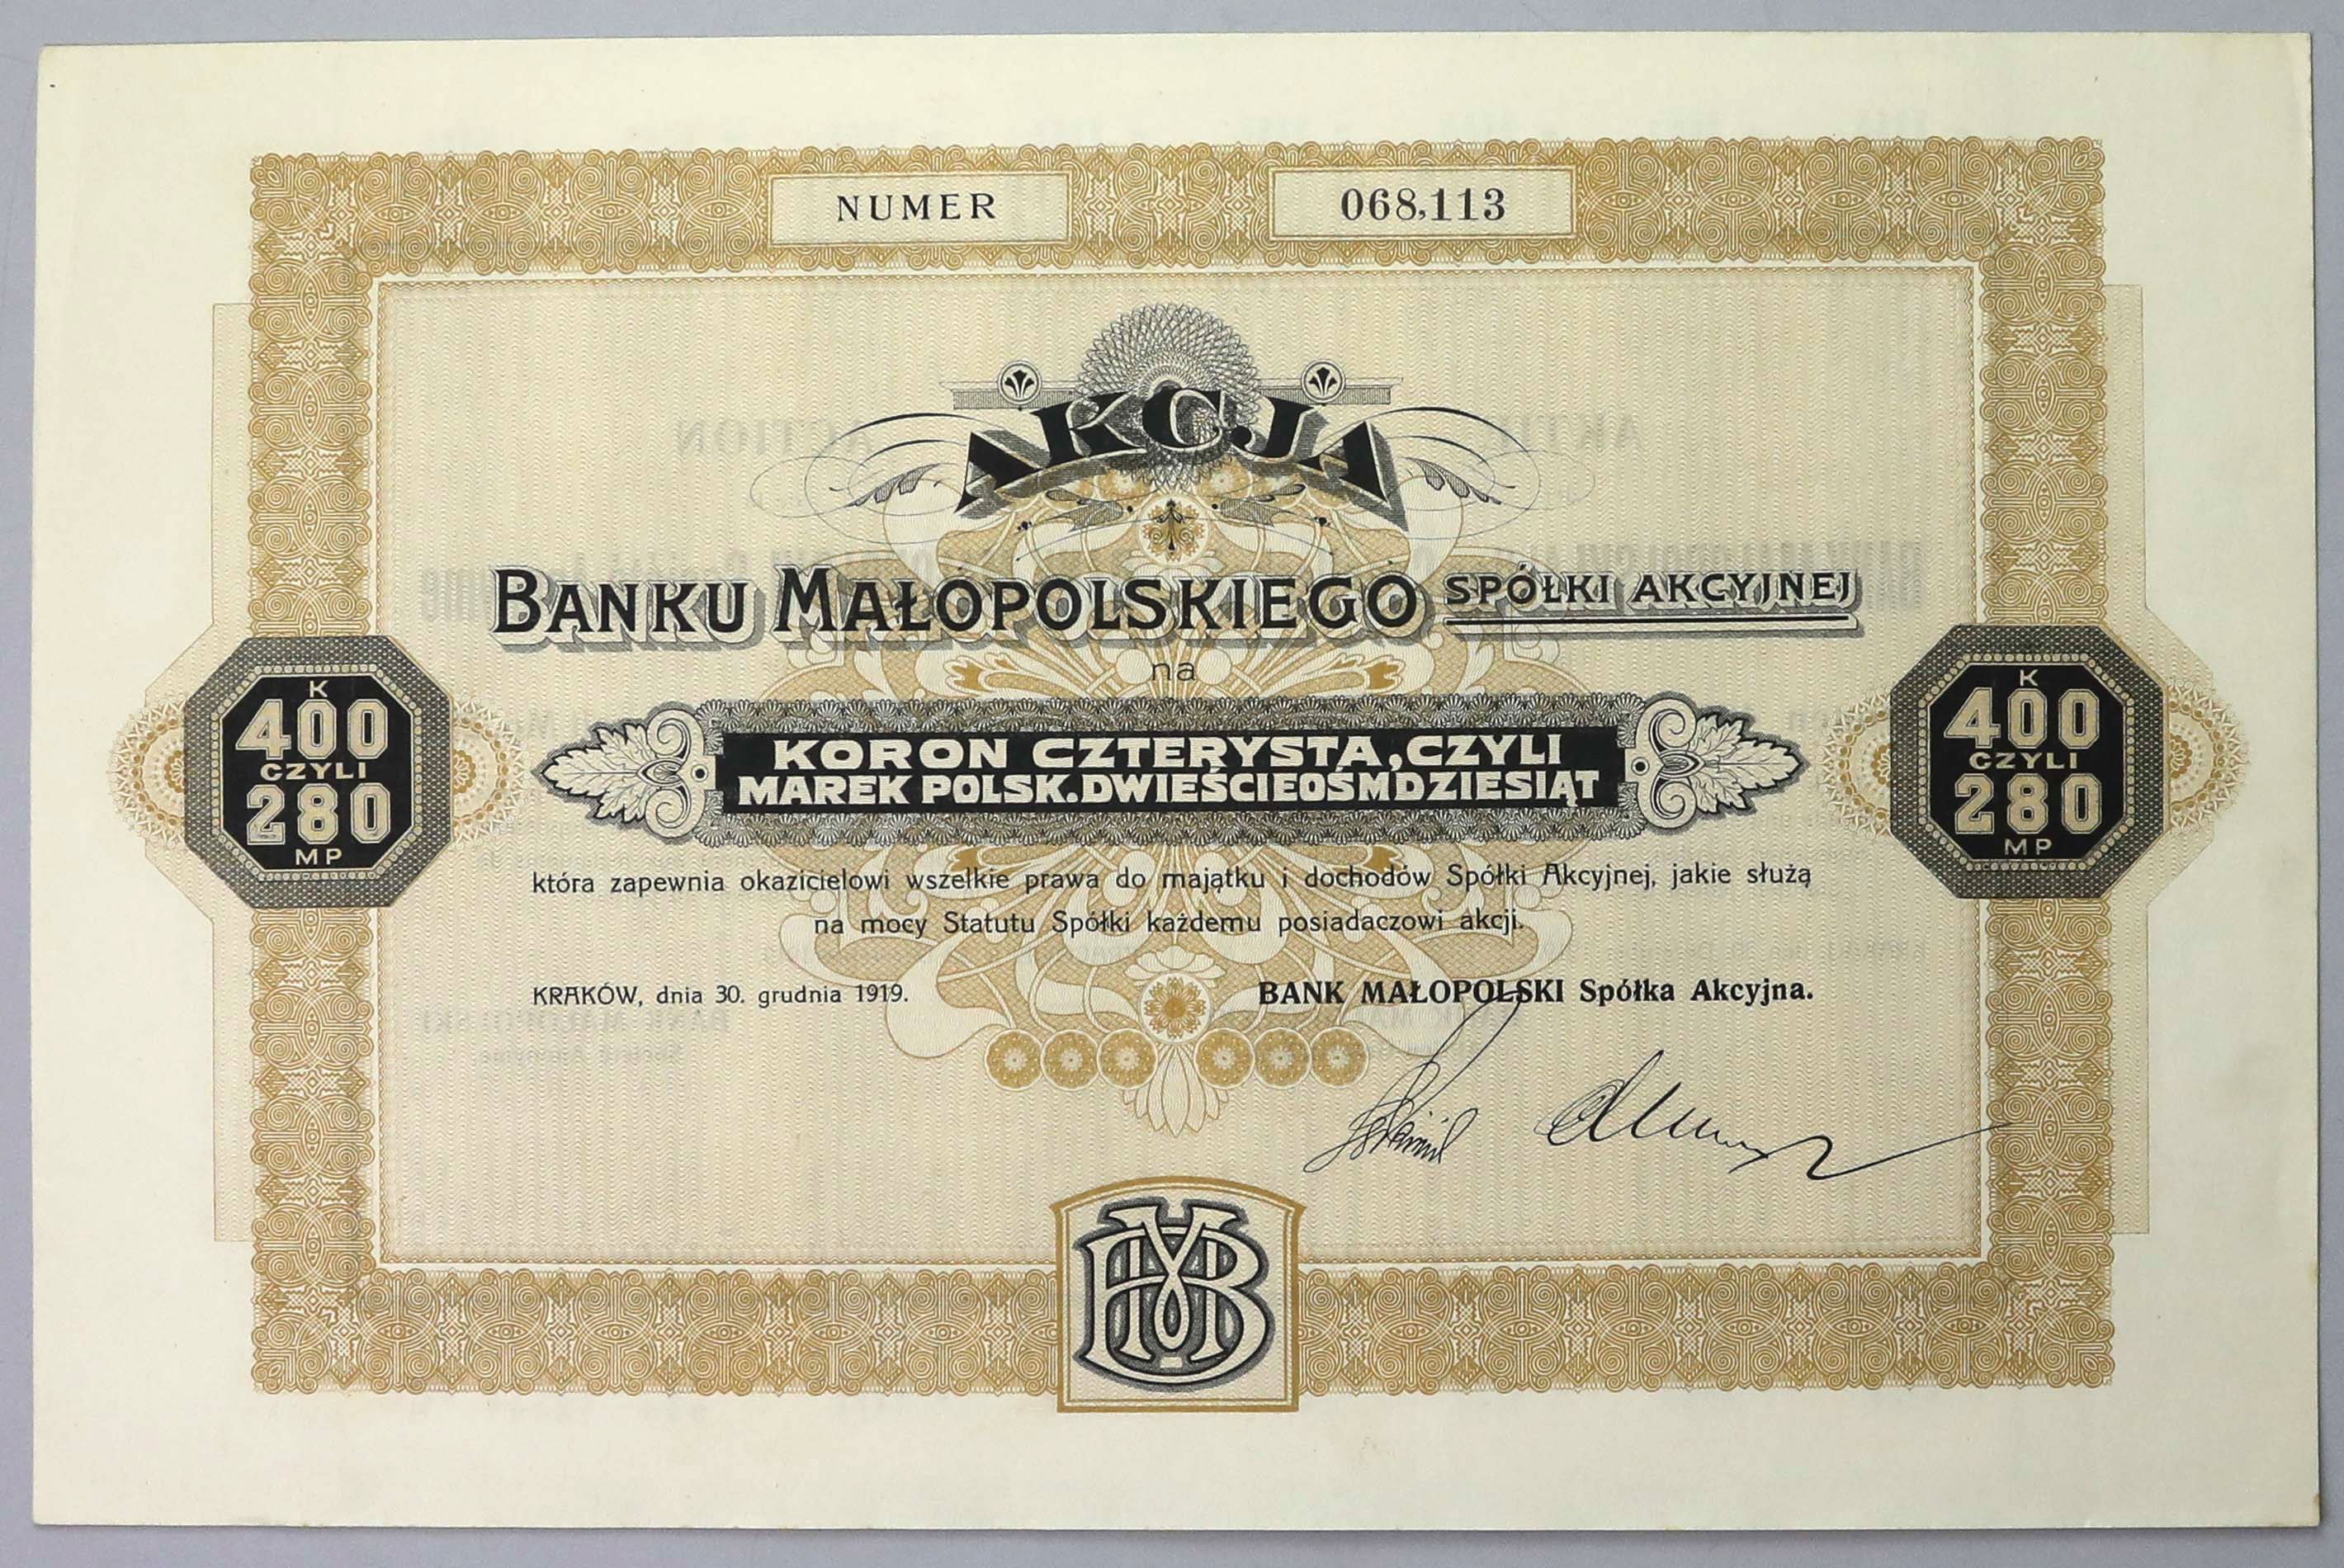 NUMER 068,113
AKCJA
BANKU MAŁOPOLSKIEGO SPÓŁKI AKCYJNEJ
na
K
400
CZYLI
280
MP
KORON CZTERYSTA, CZYLI
MAREK POLSK. DWIEŚCIEOŚMDZIESIĄT
K
400
CZYLI
280
MP
która zapewnia okazicielowi wszelkie prawa do majątku i dochodów Spółki Akcyjnej, jakie służą
na mocy Statutu Spółki każdemu posiadaczowi akcji.
KRAKÓW, dnia 30. grudnia 1919.
BANK MAŁOPOLSKI Spółka Akcyjna.
BM